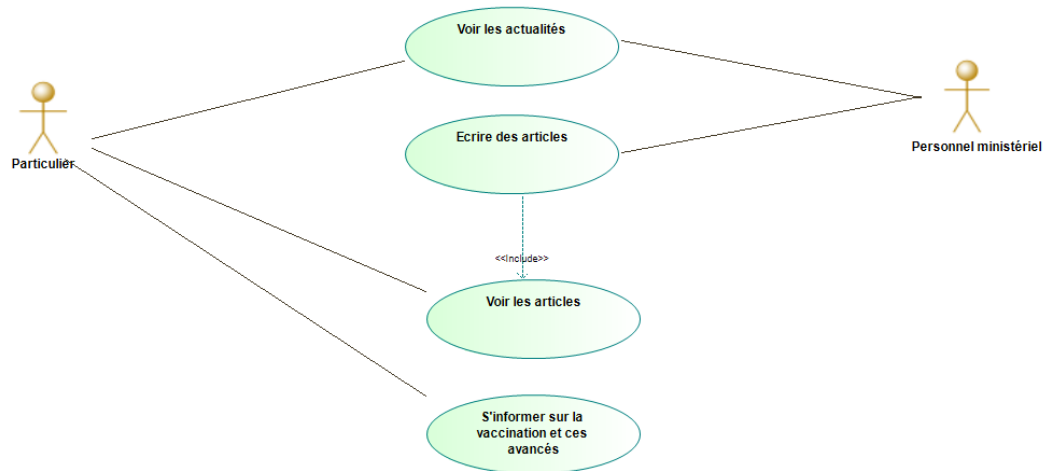 Voir les actualités
Particulier
Personnel ministériel
Ecrire des articles
<<Include>>
Voir les articles
S'informer sur la
vaccination et ces
avancés